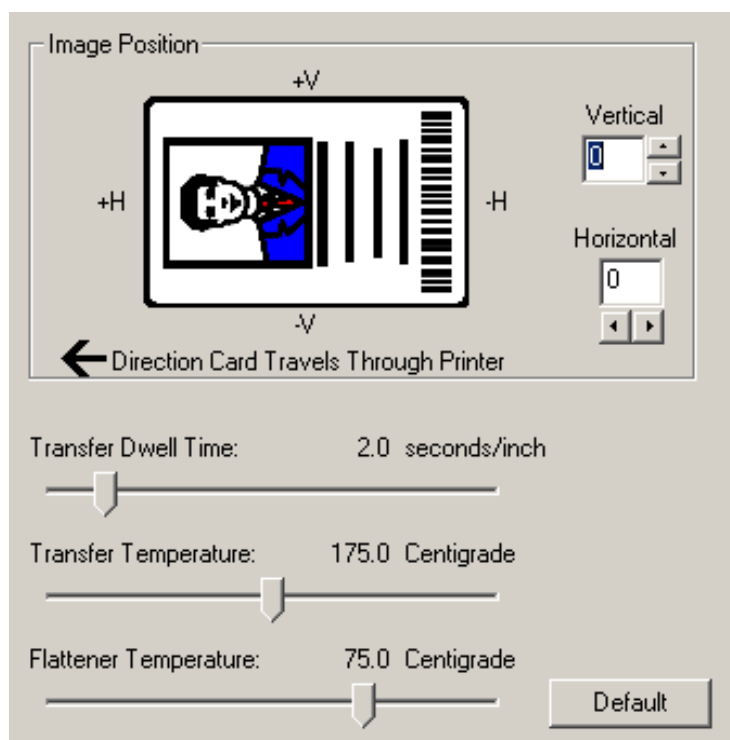 Image Position
+V
Vertical
0
+H
-H
Horizontal
0
-V
Direction Card Travels Through Printer
Transfer Dwell Time: 2.0 seconds/inch
Transfer Temperature: 175.0 Centigrade
Flattener Temperature: 75.0 Centigrade
Default